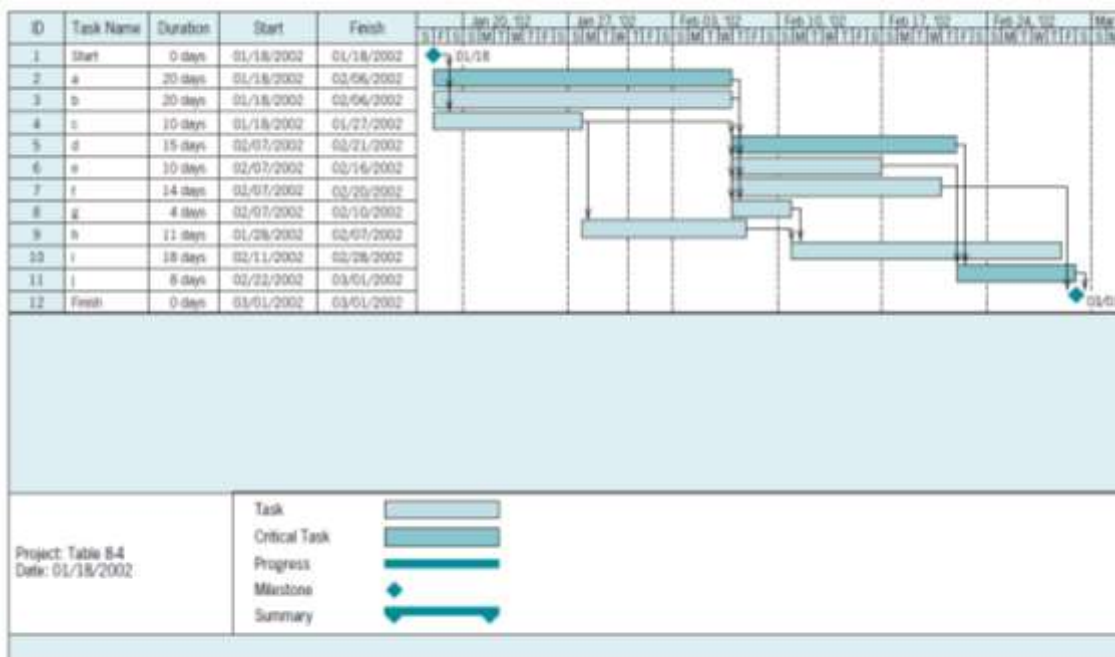 ID Task Name Duration Start Finish Jan 20, '02 Jan 27, '02 Feb 03, '02 Feb 10, '02 Feb 17, '02 Feb 24, '02
S F S S M T W T F S S M T W T F S S M T W T F S S M T W T F S S M T W T F S S M T W T F S S M
1 Start 0 days 01/18/2002 01/18/2002 01/18
2 a 20 days 01/18/2002 02/06/2002
3 b 20 days 01/18/2002 02/06/2002
4 c 10 days 01/18/2002 01/27/2002
5 d 15 days 02/07/2002 02/21/2002
6 e 10 days 02/07/2002 02/16/2002
7 f 14 days 02/07/2002 02/20/2002
8 g 4 days 02/07/2002 02/10/2002
9 h 11 days 01/28/2002 02/07/2002
10 i 18 days 02/11/2002 02/28/2002
11 j 8 days 02/22/2002 03/01/2002
12 Finish 0 days 03/01/2002 03/01/2002
Project: Table 8-4
Date: 01/18/2002
Task
Critical Task
Progress
Milestone
Summary